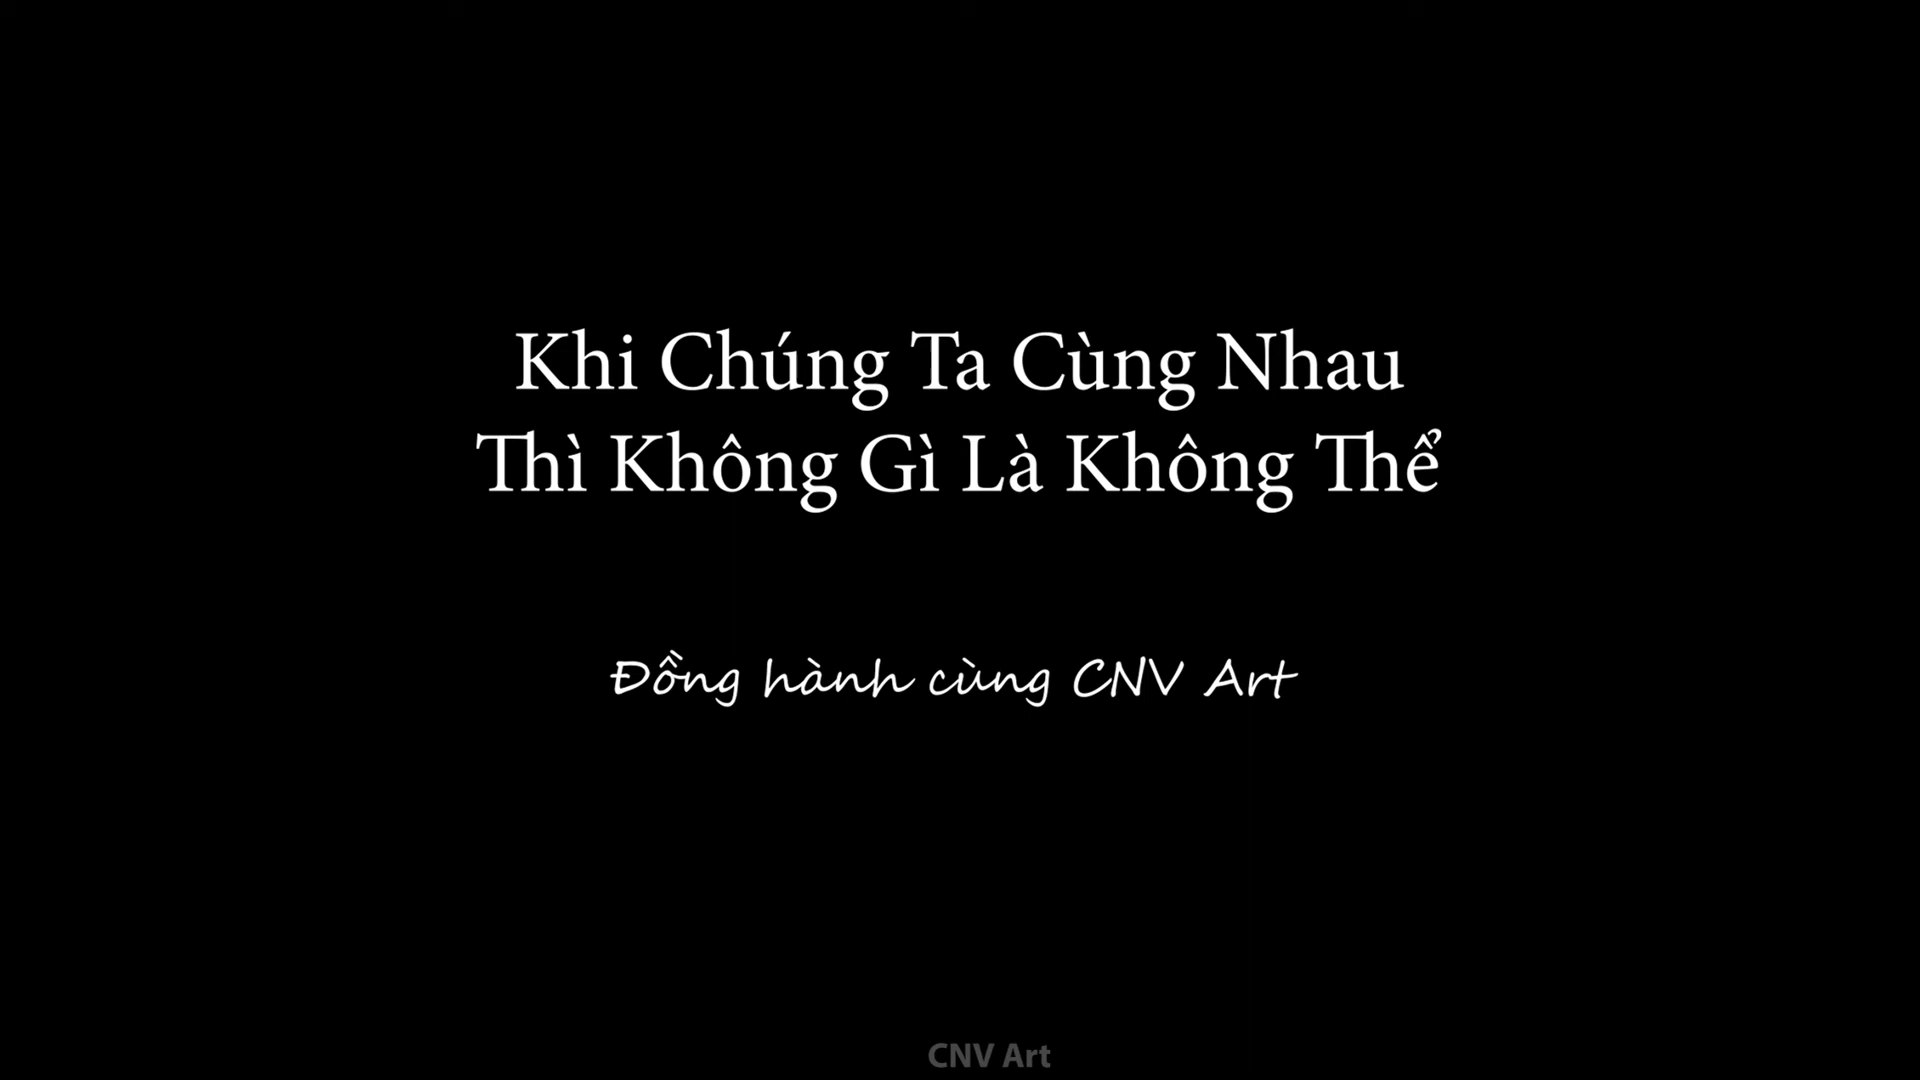 Khi Chúng Ta Cùng Nhau
Thì Không Gì Là Không Thể
Đồng hành cùng CNV Art
CNV Art